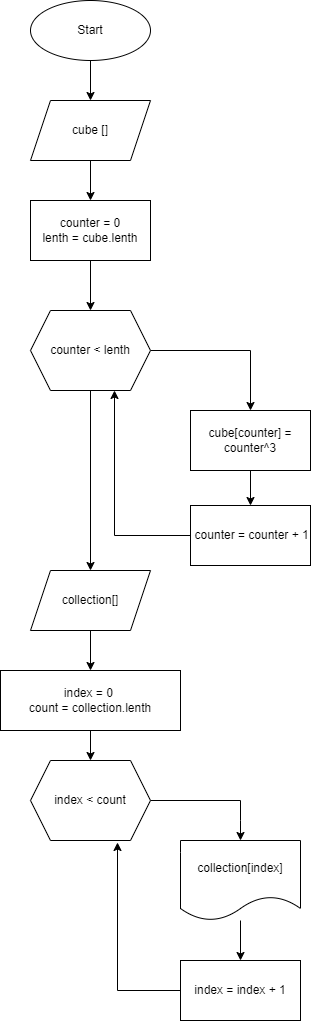 Start
cube []
counter = 0
lenth = cube.lenth
counter < lenth
cube[counter] =
counter^3
counter = counter + 1
collection[]
index = 0
count = collection.lenth
index < count
collection[index]
index = index + 1